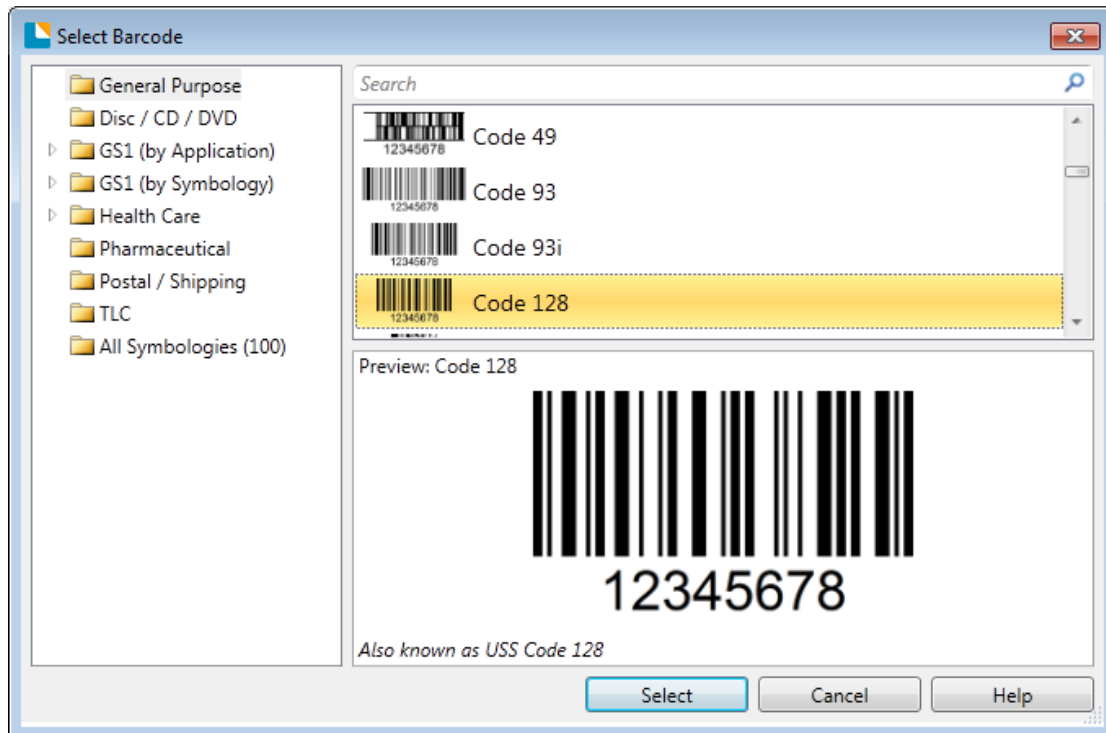 Select Barcode
General Purpose
Disc / CD / DVD
GS1 (by Application)
GS1 (by Symbology)
Health Care
Pharmaceutical
Postal / Shipping
TLC
All Symbologies (100)
Search
12345678
Code 49
12345678
Code 93
12345678
Code 93i
12345678
Code 128
Preview: Code 128
12345678
Also known as USS Code 128
Select
Cancel
Help